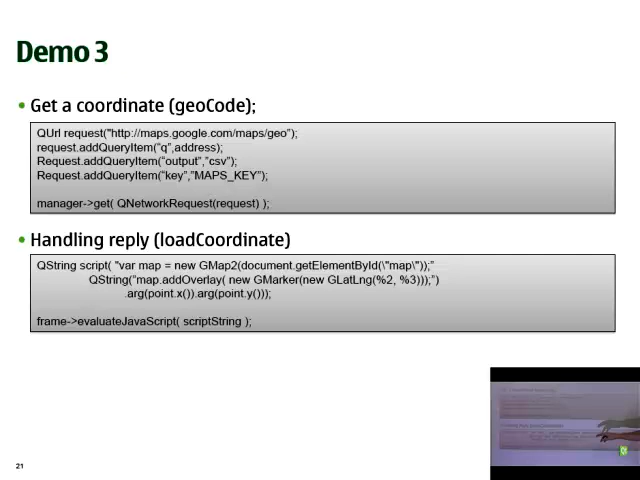 Demo 3
• Get a coordinate (geoCode);
QUrl request("http://maps.google.com/maps/geo");
request.addQueryItem("q",address);
Request.addQueryItem("output","csv");
Request.addQueryItem("key","MAPS_KEY");
manager->get( QNetworkRequest(request) );
• Handling reply (loadCoordinate)
QString script( "var map = new GMap2(document.getElementById(\"map\"));"
QString("map.addOverlay( new GMarker(new GLatLng(%2, %3)));")
.arg(point.x()).arg(point.y()));
frame->evaluateJavaScript( scriptString );
21